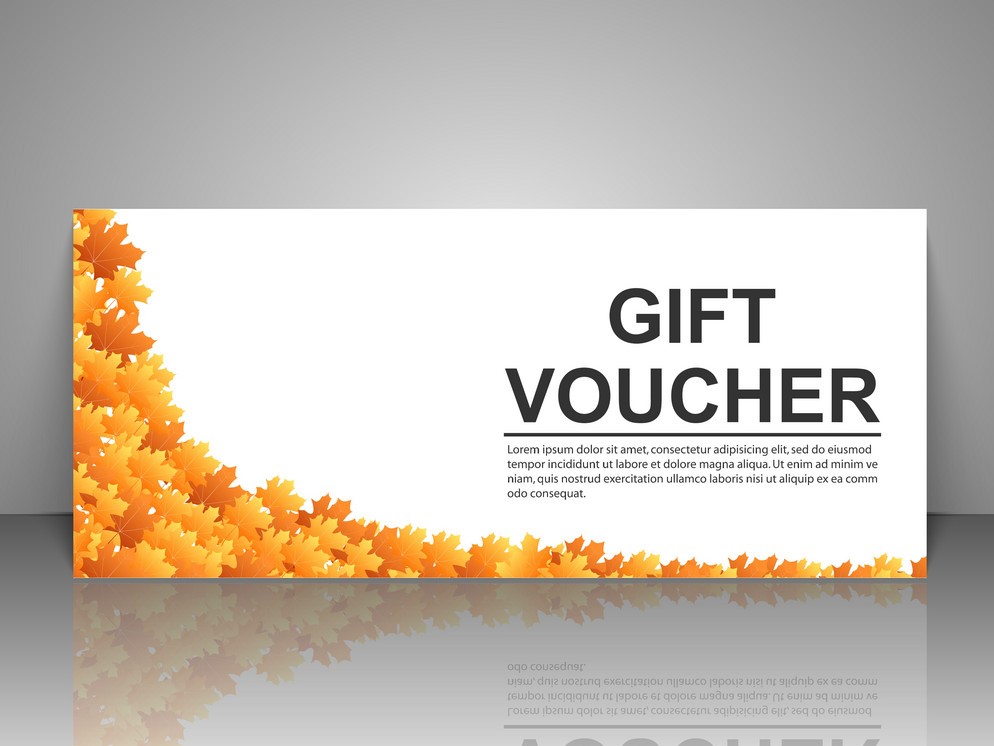 GIFT
VOUCHER
Lorem ipsum dolor sit amet, consectetur adipisicing elit, sed do eiusmod
tempor incididunt ut labore et dolore magna aliqua. Ut enim ad minim ve
niam, quis nostrud exercitation ullamco laboris nisi ut aliquip ex ea comm
odo consequat.